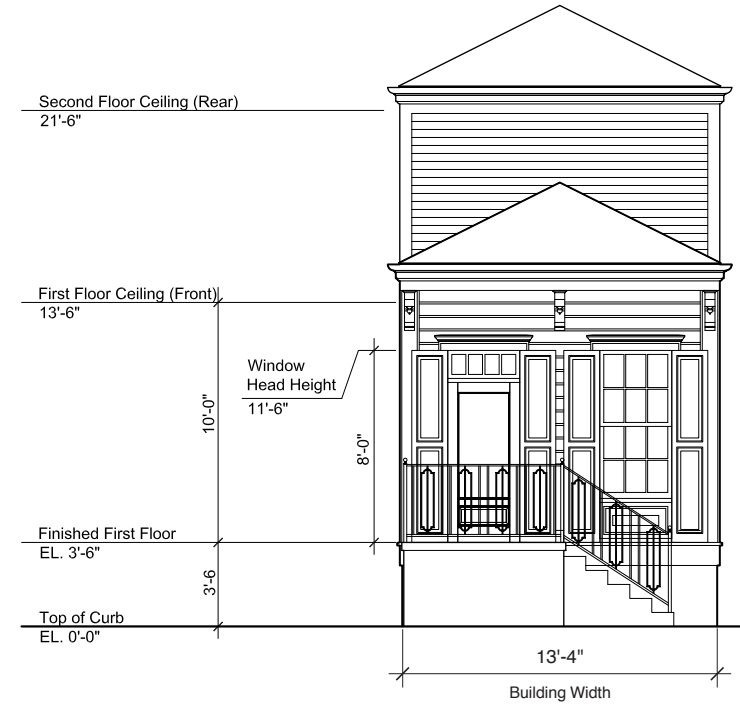 Second Floor Ceiling (Rear)
21'-6"
First Floor Ceiling (Front)
13'-6"
Window
Head Height
11'-6"
10'-0"
8'-0"
Finished First Floor
EL. 3'-6"
3'-6
Top of Curb
EL. 0'-0"
13'-4"
Building Width